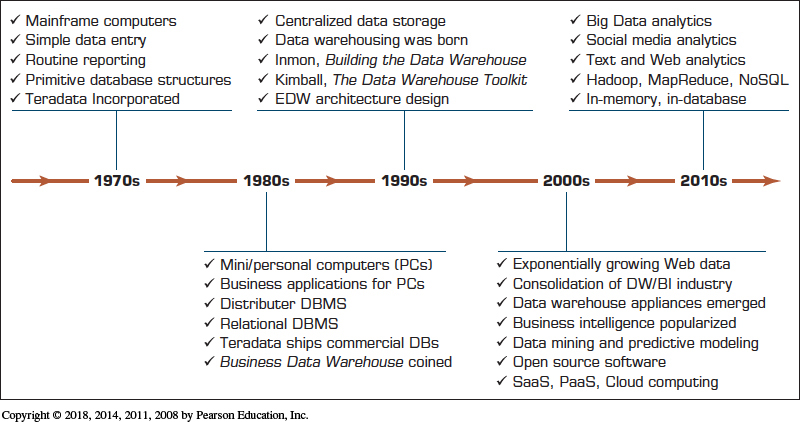 ✓ Mainframe computers
✓ Simple data entry
✓ Routine reporting
✓ Primitive database structures
✓ Teradata Incorporated
✓ Centralized data storage
✓ Data warehousing was born
✓ Inmon, Building the Data Warehouse
✓ Kimball, The Data Warehouse Toolkit
✓ EDW architecture design
✓ Big Data analytics
✓ Social media analytics
✓ Text and Web analytics
✓ Hadoop, MapReduce, NoSQL
✓ In-memory, in-database
1970s 1980s 1990s 2000s 2010s
✓ Mini/personal computers (PCs)
✓ Business applications for PCs
✓ Distributer DBMS
✓ Relational DBMS
✓ Teradata ships commercial DBs
✓ Business Data Warehouse coined
✓ Exponentially growing Web data
✓ Consolidation of DW/BI industry
✓ Data warehouse appliances emerged
✓ Business intelligence popularized
✓ Data mining and predictive modeling
✓ Open source software
✓ SaaS, PaaS, Cloud computing
Copyright © 2018, 2014, 2011, 2008 by Pearson Education, Inc.